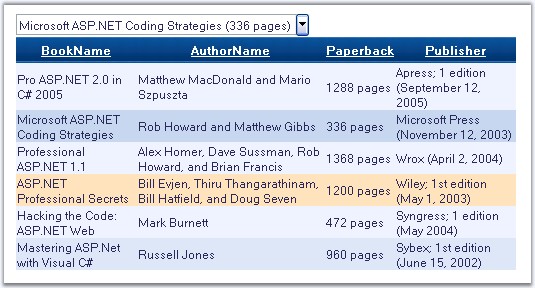 Microsoft ASP.NET Coding Strategies (336 pages)
BookName AuthorName Paperback Publisher
Pro ASP.NET 2.0 in C# 2005 Matthew MacDonald and Mario Szpuszta 1288 pages Apress; 1 edition (September 12, 2005)
Microsoft ASP.NET Coding Strategies Rob Howard and Matthew Gibbs 336 pages Microsoft Press (November 12, 2003)
Professional ASP.NET 1.1 Alex Homer, Dave Sussman, Rob Howard, and Brian Francis 1368 pages Wrox (April 2, 2004)
ASP.NET Professional Secrets Bill Evjen, Thiru Thangarathinam, Bill Hatfield, and Doug Seven 1200 pages Wiley; 1st edition (May 1, 2003)
Hacking the Code: ASP.NET Web Mark Burnett 472 pages Syngress; 1 edition (May 2004)
Mastering ASP.Net with Visual C# Russell Jones 960 pages Sybex; 1st edition (June 15, 2002)